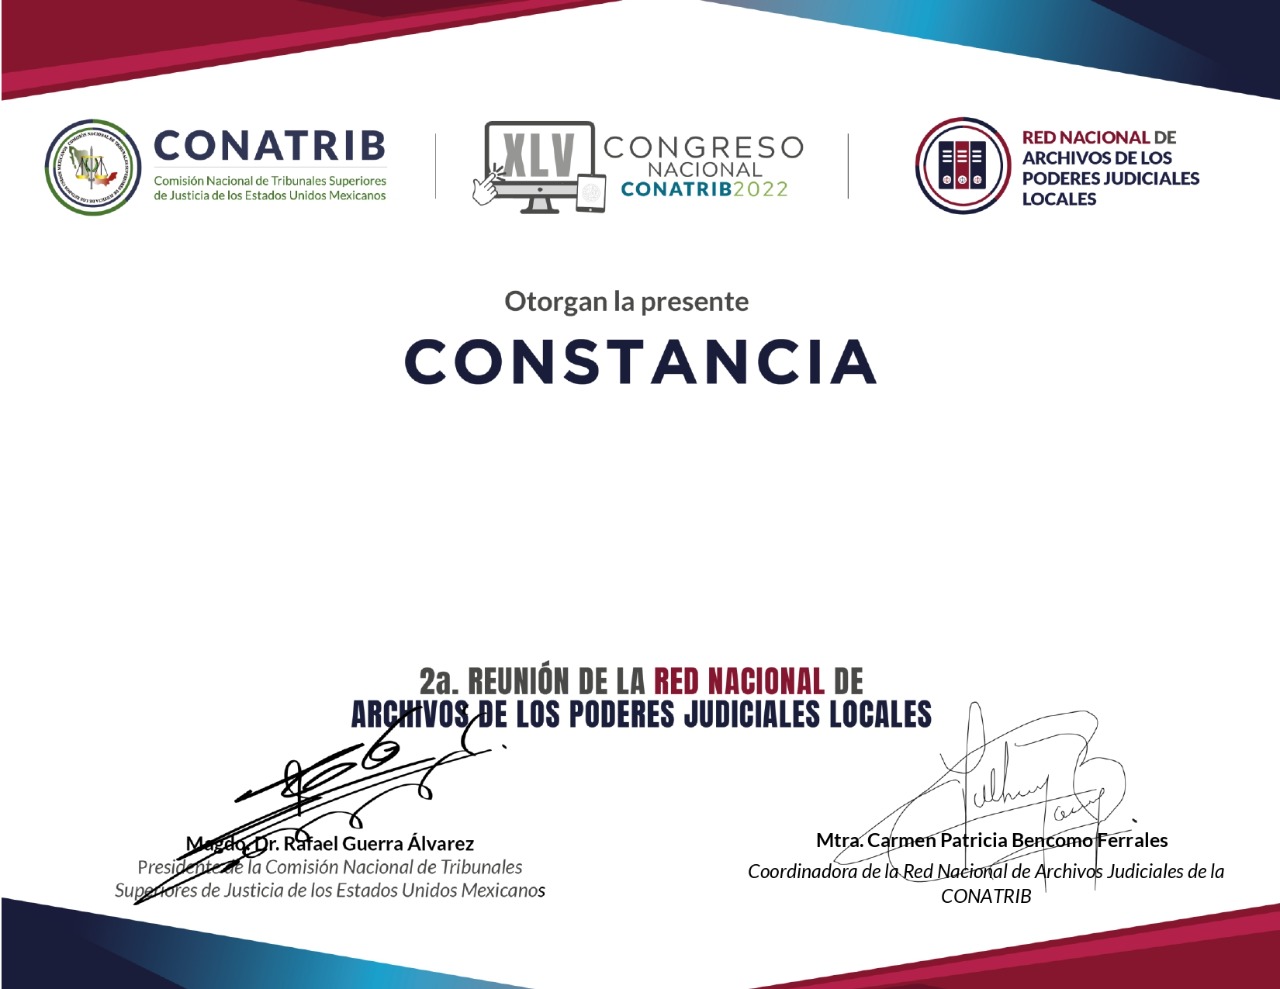 CONATRIB
Comisión Nacional de Tribunales Superiores
de Justicia de los Estados Unidos Mexicanos
XLV
CONGRESO
NACIONAL
CONATRIB2022
RED NACIONAL DE
ARCHIVOS DE LOS
PODERES JUDICIALES
LOCALES
Otorgan la presente
CONSTANCIA
2a. REUNIÓN DE LA RED NACIONAL DE
ARCHIVOS DE LOS PODERES JUDICIALES LOCALES
Magdo. Dr. Rafael Guerra Álvarez
Presidente de la Comisión Nacional de Tribunales
Superiores de Justicia de los Estados Unidos Mexicanos
Mtra. Carmen Patricia Bencomo Ferrales
Coordinadora de la Red Nacional de Archivos Judiciales de la
CONATRIB